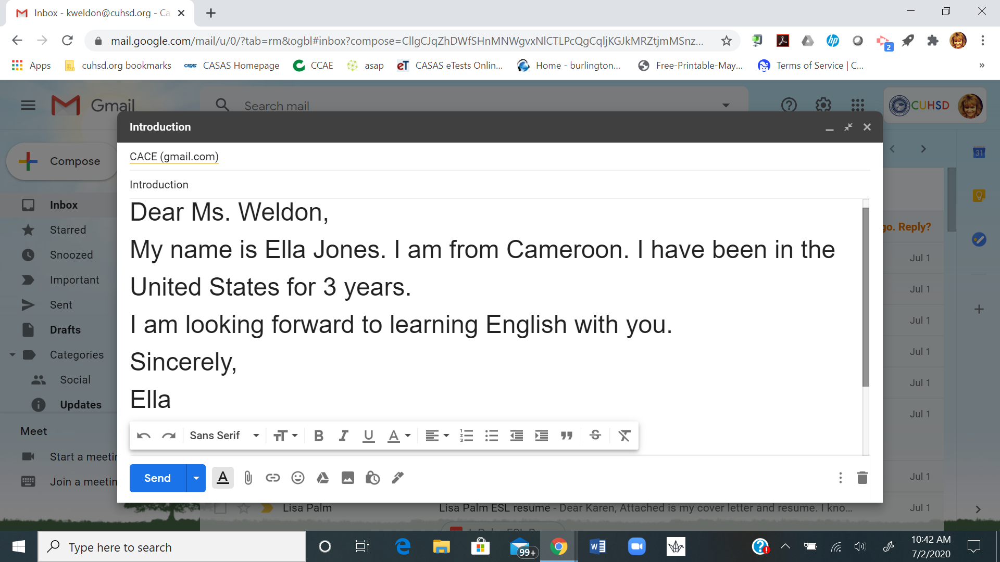 Inbox - kweldon@cuhsd.org - Ca
mail.google.com/mail/u/0/?tab=rm&ogbl#inbox?compose=CllgCJqZhDWfSHnMNWgvxNlCTLPcQgCqljKGJkMRZtjmMSnz...
2
Apps cuhsd.org bookmarks CASAS Homepage CCAE asap eT CASAS eTests Onlin... Home - burlington... Free-Printable-May... Terms of Service | C...
Gmail Search mail CUHSD
Introduction
CACE (gmail.com)
Introduction
Dear Ms. Weldon,
My name is Ella Jones. I am from Cameroon. I have been in the
United States for 3 years.
I am looking forward to learning English with you.
Sincerely,
Ella
Sans Serif
Send
Compose
Inbox
Starred
Snoozed
Important
Sent
Drafts
Categories
Social
Updates
Meet
Start a meetin
Join a meetin
31
go. Reply?
Jul 1
Jul 1
Jul 1
Jul 1
Jul 1
Jul 1
Jul 1
Lisa Palm Lisa Palm ESL resume - Dear Karen, Attached is my cover letter and resume. I kno... Jul 1
Type here to search
99+
10:42 AM
7/2/2020